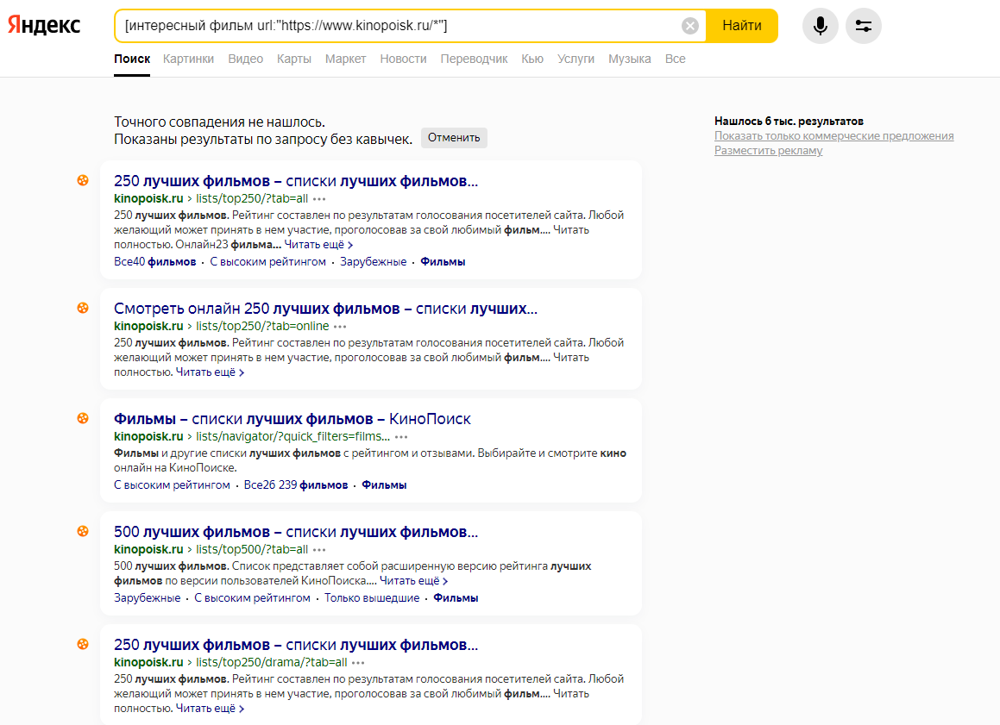 Яндекс
[интересный фильм url:"https://www.kinopoisk.ru/*"]
Найти
Поиск Картинки Видео Карты Маркет Новости Переводчик Кью Услуги Музыка Все
Точного совпадения не нашлось.
Показаны результаты по запросу без кавычек. Отменить
Нашлось 6 тыс. результатов
Показать только коммерческие предложения
Разместить рекламу
250 лучших фильмов – списки лучших фильмов...
kinopoisk.ru › lists/top250/?tab=all
250 лучших фильмов. Рейтинг составлен по результатам голосования посетителей сайта. Любой
желающий может принять в нем участие, проголосовав за свой любимый фильм.... Читать
полностью. Онлайн23 фильма... Читать ещё ›
Все40 фильмов · С высоким рейтингом · Зарубежные · Фильмы
Смотреть онлайн 250 лучших фильмов – списки лучших...
kinopoisk.ru › lists/top250/?tab=online
250 лучших фильмов. Рейтинг составлен по результатам голосования посетителей сайта. Любой
желающий может принять в нем участие, проголосовав за свой любимый фильм.... Читать
полностью. Читать ещё ›
Фильмы – списки лучших фильмов – КиноПоиск
kinopoisk.ru › lists/navigator/?quick_filters=films...
Фильмы и другие списки лучших фильмов с рейтингом и отзывами. Выбирайте и смотрите кино
онлайн на КиноПоиске.
С высоким рейтингом · Все26 239 фильмов · Фильмы
500 лучших фильмов – списки лучших фильмов...
kinopoisk.ru › lists/top500/?tab=all
500 лучших фильмов. Список представляет собой расширенную версию рейтинга лучших
фильмов по версии пользователей КиноПоиска.... Читать ещё ›
Зарубежные · С высоким рейтингом · Только вышедшие · Фильмы
250 лучших фильмов – списки лучших фильмов...
kinopoisk.ru › lists/top250/drama/?tab=all
250 лучших фильмов. Рейтинг составлен по результатам голосования посетителей сайта. Любой
желающий может принять в нем участие, проголосовав за свой любимый фильм.... Читать
полностью. Читать ещё ›